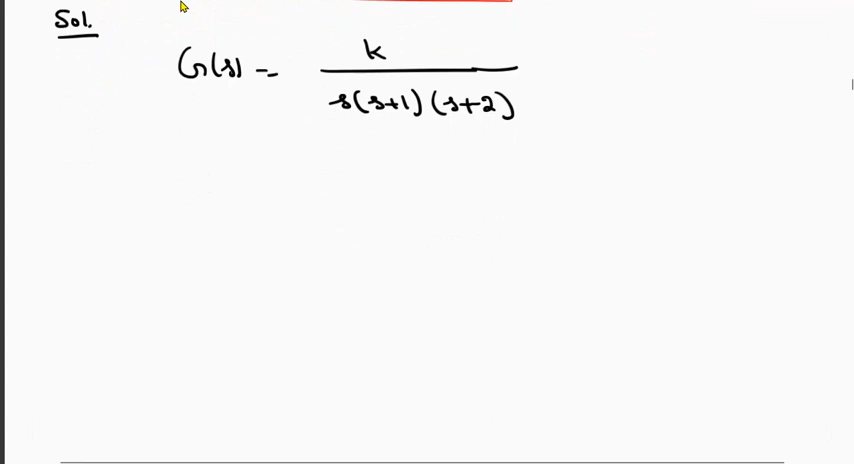 Sol.
G(s) = k / s(s+1)(s+2)